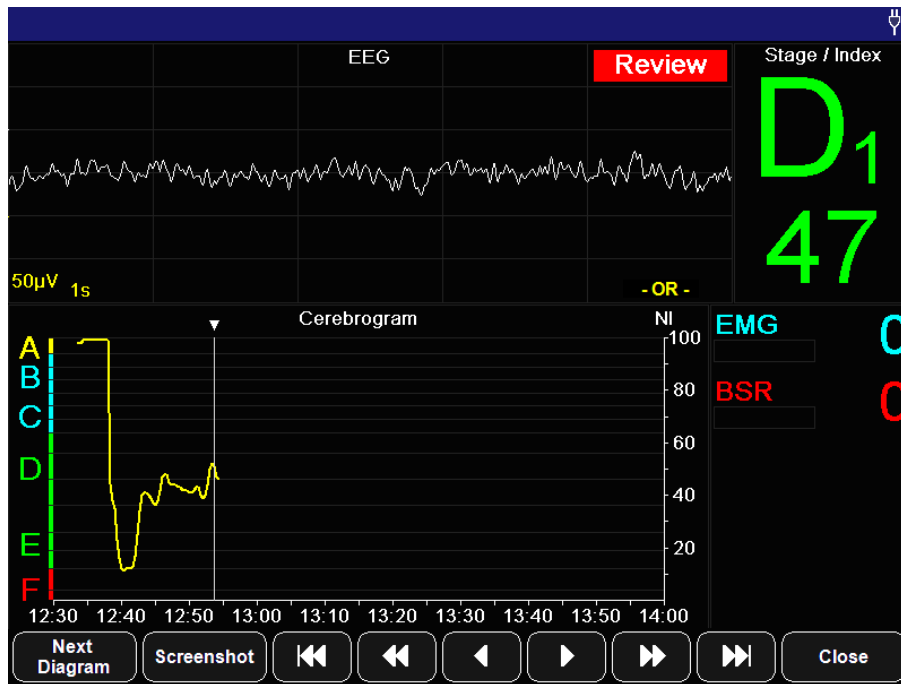 EEG
Review
Stage / Index
D1
47
50µV 1s
- OR -
Cerebrogram
NI
A
B
C
D
E
F
100
80
60
40
20
12:30 12:40 12:50 13:00 13:10 13:20 13:30 13:40 13:50 14:00
EMG 0
BSR 0
Next
Diagram
Screenshot
Close